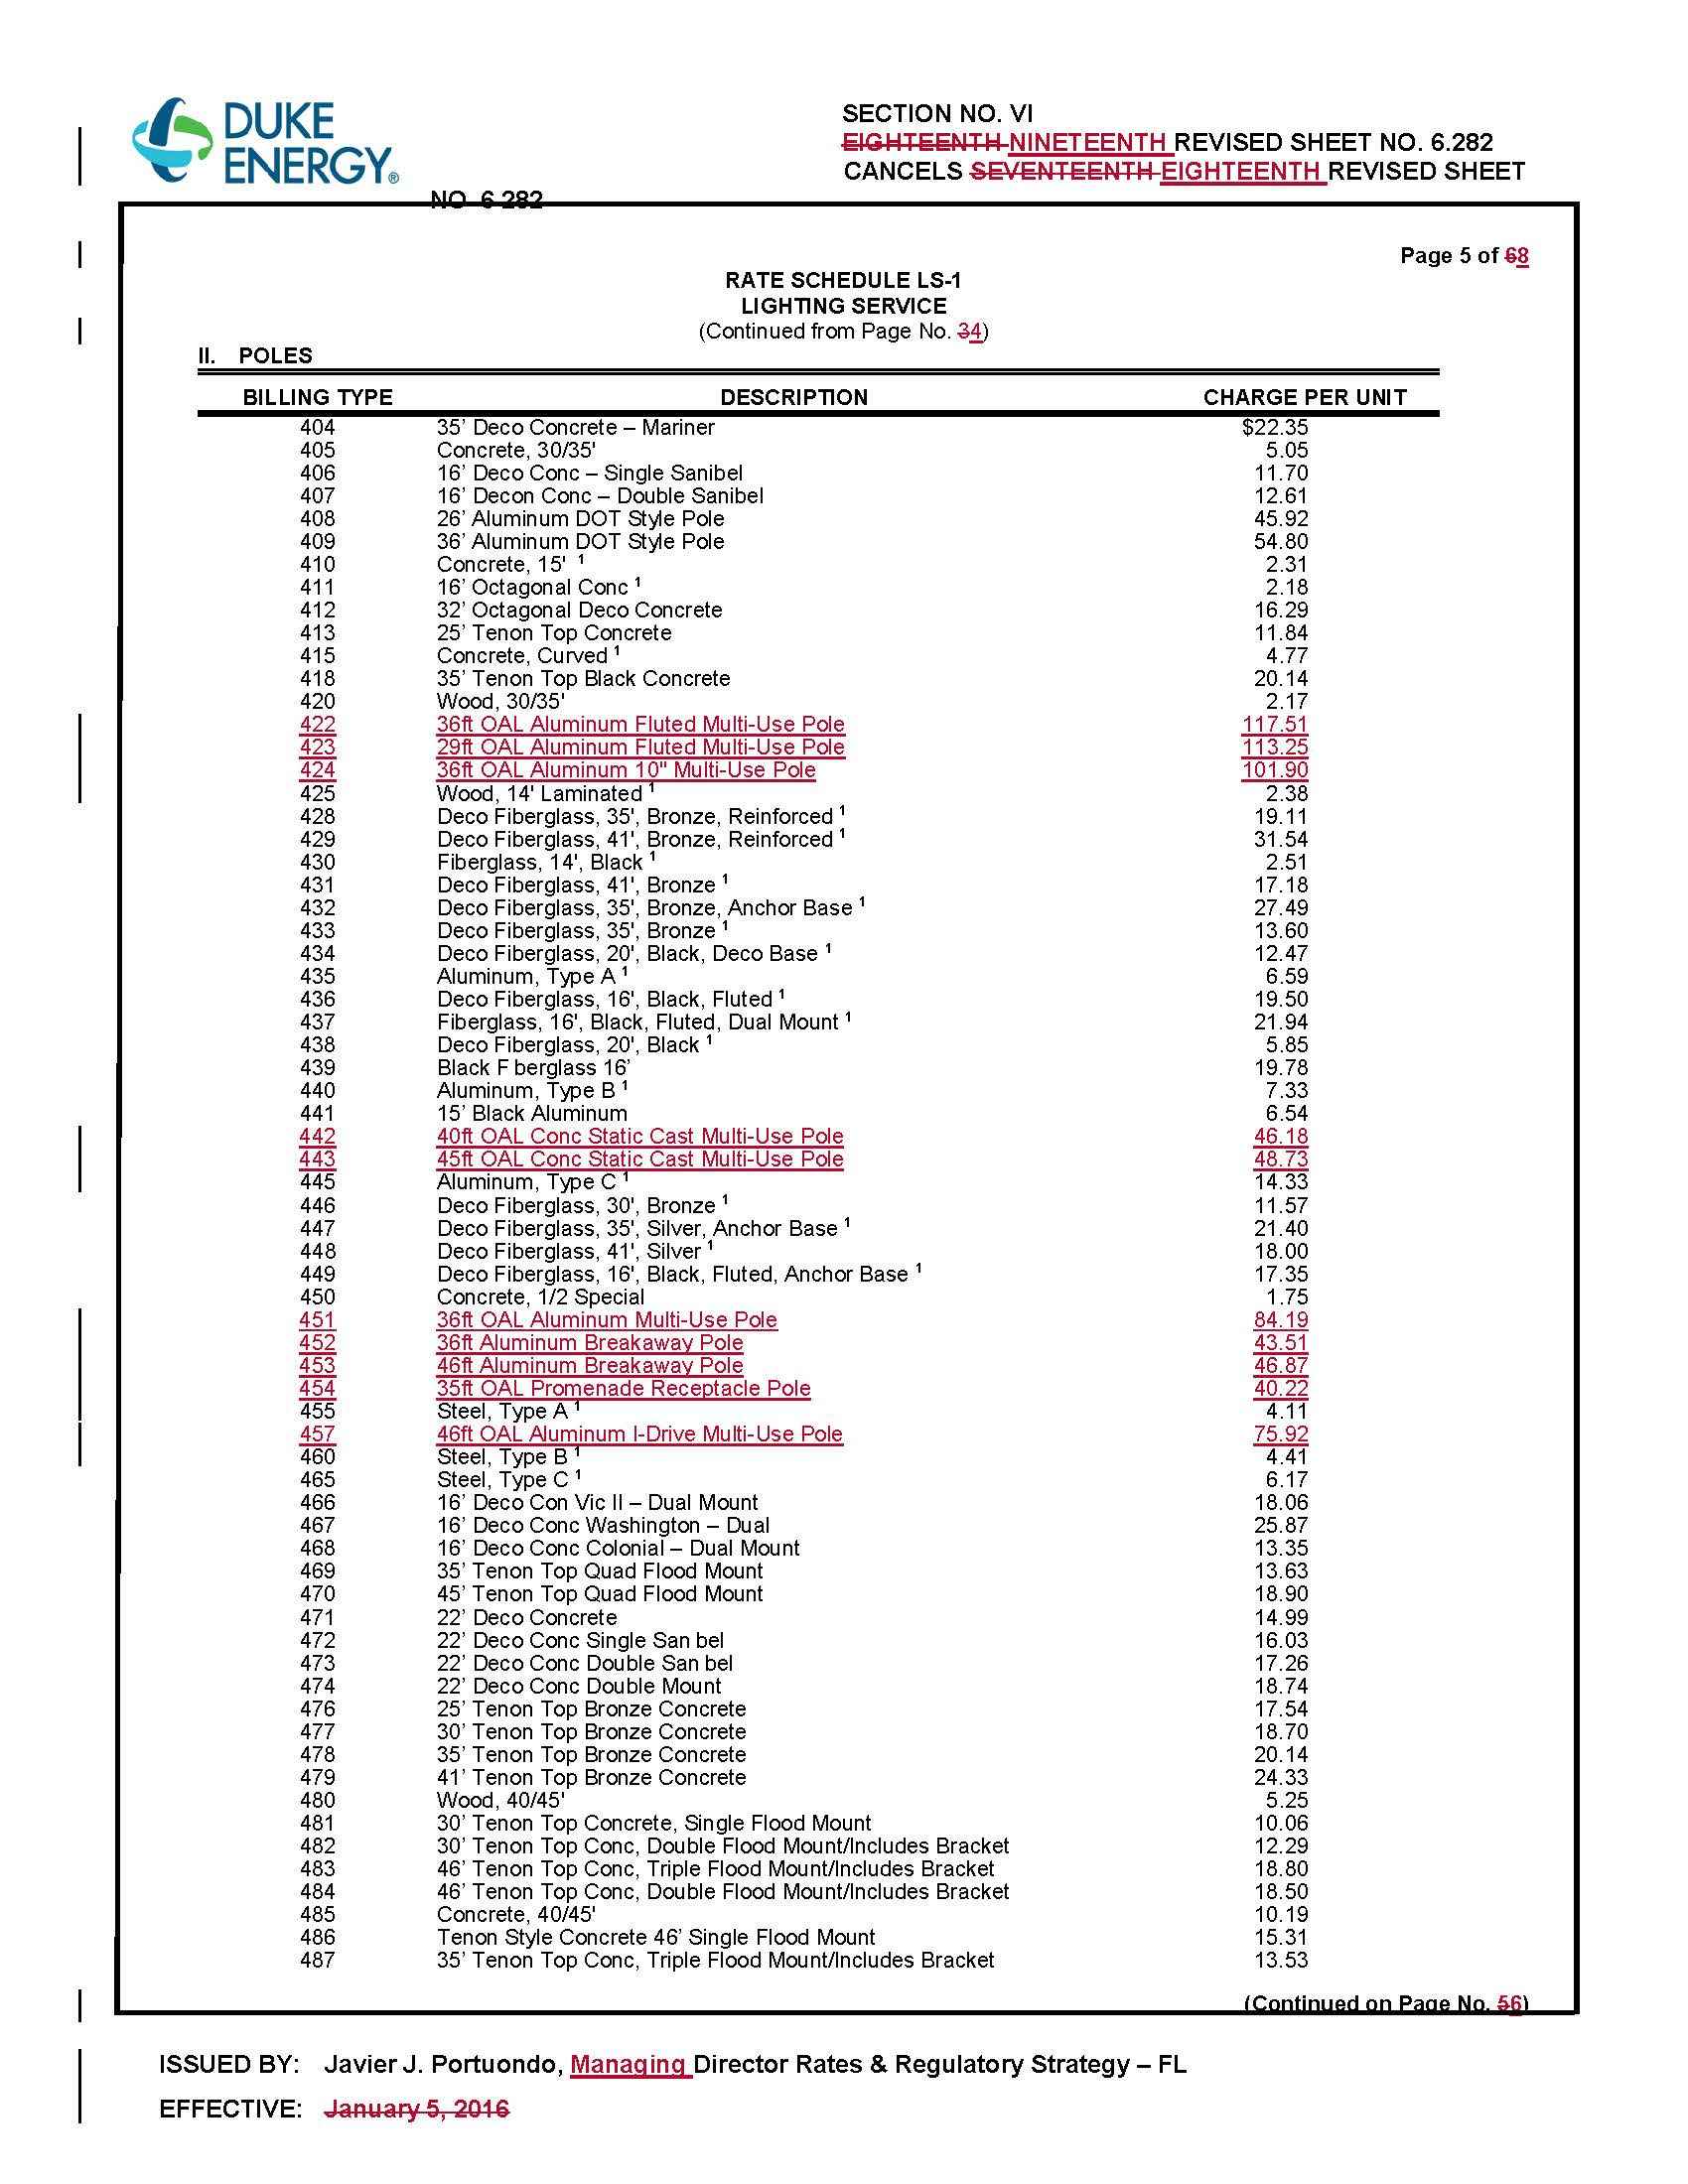 DUKE
ENERGY®
SECTION NO. VI
EIGHTEENTH NINETEENTH REVISED SHEET NO. 6.282
CANCELS SEVENTEENTH EIGHTEENTH REVISED SHEET
NO. 6.282
Page 5 of 68
RATE SCHEDULE LS-1
LIGHTING SERVICE
(Continued from Page No. 34)
II. POLES
BILLING TYPE DESCRIPTION CHARGE PER UNIT
404 35’ Deco Concrete – Mariner $22.35
405 Concrete, 30/35' 5.05
406 16’ Deco Conc – Single Sanibel 11.70
407 16’ Decon Conc – Double Sanibel 12.61
408 26’ Aluminum DOT Style Pole 45.92
409 36’ Aluminum DOT Style Pole 54.80
410 Concrete, 15' 1 2.31
411 16’ Octagonal Conc 1 2.18
412 32’ Octagonal Deco Concrete 16.29
413 25’ Tenon Top Concrete 11.84
415 Concrete, Curved 1 4.77
418 35’ Tenon Top Black Concrete 20.14
420 Wood, 30/35' 2.17
422 36ft OAL Aluminum Fluted Multi-Use Pole 117.51
423 29ft OAL Aluminum Fluted Multi-Use Pole 113.25
424 36ft OAL Aluminum 10" Multi-Use Pole 101.90
425 Wood, 14' Laminated 1 2.38
428 Deco Fiberglass, 35', Bronze, Reinforced 1 19.11
429 Deco Fiberglass, 41', Bronze, Reinforced 1 31.54
430 Fiberglass, 14', Black 1 2.51
431 Deco Fiberglass, 41', Bronze 1 17.18
432 Deco Fiberglass, 35', Bronze, Anchor Base 1 27.49
433 Deco Fiberglass, 35', Bronze 1 13.60
434 Deco Fiberglass, 20', Black, Deco Base 1 12.47
435 Aluminum, Type A 1 6.59
436 Deco Fiberglass, 16', Black, Fluted 1 19.50
437 Fiberglass, 16', Black, Fluted, Dual Mount 1 21.94
438 Deco Fiberglass, 20', Black 1 5.85
439 Black F berglass 16’ 19.78
440 Aluminum, Type B 1 7.33
441 15’ Black Aluminum 6.54
442 40ft OAL Conc Static Cast Multi-Use Pole 46.18
443 45ft OAL Conc Static Cast Multi-Use Pole 48.73
445 Aluminum, Type C 1 14.33
446 Deco Fiberglass, 30', Bronze 1 11.57
447 Deco Fiberglass, 35', Silver, Anchor Base 1 21.40
448 Deco Fiberglass, 41', Silver 1 18.00
449 Deco Fiberglass, 16', Black, Fluted, Anchor Base 1 17.35
450 Concrete, 1/2 Special 1.75
451 36ft OAL Aluminum Multi-Use Pole 84.19
452 36ft Aluminum Breakaway Pole 43.51
453 46ft Aluminum Breakaway Pole 46.87
454 35ft OAL Promenade Receptacle Pole 40.22
455 Steel, Type A 1 4.11
457 46ft OAL Aluminum I-Drive Multi-Use Pole 75.92
460 Steel, Type B 1 4.41
465 Steel, Type C 1 6.17
466 16’ Deco Con Vic II – Dual Mount 18.06
467 16’ Deco Conc Washington – Dual 25.87
468 16’ Deco Conc Colonial – Dual Mount 13.35
469 35’ Tenon Top Quad Flood Mount 13.63
470 45’ Tenon Top Quad Flood Mount 18.90
471 22’ Deco Concrete 14.99
472 22’ Deco Conc Single San bel 16.03
473 22’ Deco Conc Double San bel 17.26
474 22’ Deco Conc Double Mount 18.74
476 25’ Tenon Top Bronze Concrete 17.54
477 30’ Tenon Top Bronze Concrete 18.70
478 35’ Tenon Top Bronze Concrete 20.14
479 41’ Tenon Top Bronze Concrete 24.33
480 Wood, 40/45' 5.25
481 30’ Tenon Top Concrete, Single Flood Mount 10.06
482 30’ Tenon Top Conc, Double Flood Mount/Includes Bracket 12.29
483 46’ Tenon Top Conc, Triple Flood Mount/Includes Bracket 18.80
484 46’ Tenon Top Conc, Double Flood Mount/Includes Bracket 18.50
485 Concrete, 40/45' 10.19
486 Tenon Style Concrete 46’ Single Flood Mount 15.31
487 35’ Tenon Top Conc, Triple Flood Mount/Includes Bracket 13.53
(Continued on Page No. 56)
ISSUED BY: Javier J. Portuondo, Managing Director Rates & Regulatory Strategy – FL
EFFECTIVE: January 5, 2016